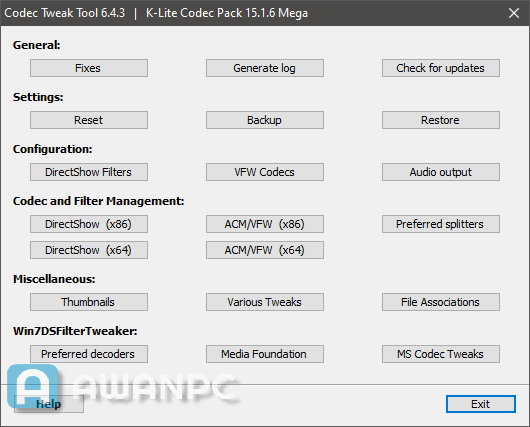 Codec Tweak Tool 6.4.3 | K-Lite Codec Pack 15.1.6 Mega
General:
Fixes Generate log Check for updates
Settings:
Reset Backup Restore
Configuration:
DirectShow Filters VFW Codecs Audio output
Codec and Filter Management:
DirectShow (x86) ACM/VFW (x86) Preferred splitters
DirectShow (x64) ACM/VFW (x64)
Miscellaneous:
Thumbnails Various Tweaks File Associations
Win7DSFilterTweaker:
Preferred decoders Media Foundation MS Codec Tweaks
AWANPC
Help Exit